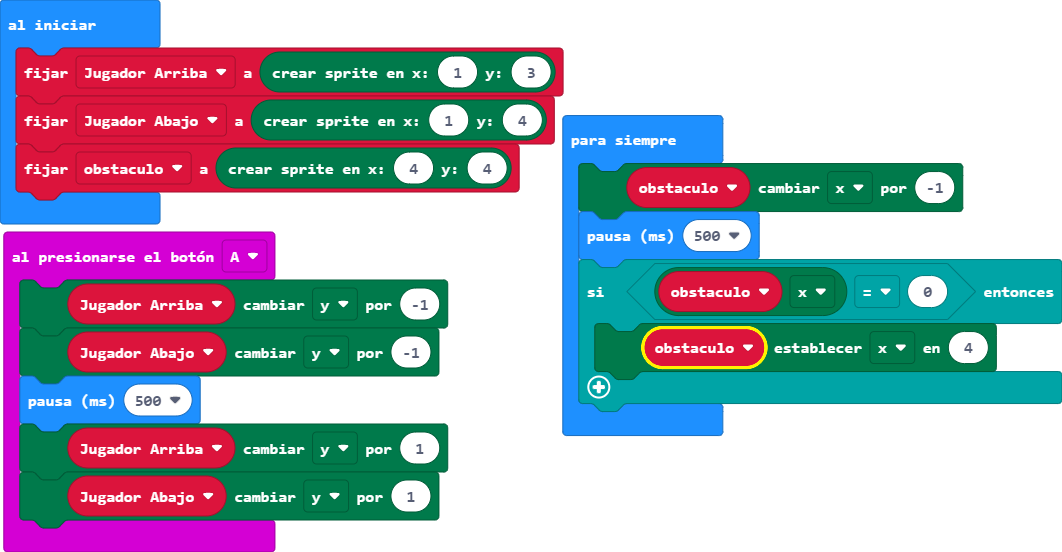 al iniciar
fijar Jugador Arriba a crear sprite en x: 1 y: 3
fijar Jugador Abajo a crear sprite en x: 1 y: 4
fijar obstaculo a crear sprite en x: 4 y: 4
al presionarse el botón A
Jugador Arriba cambiar y por -1
Jugador Abajo cambiar y por -1
pausa (ms) 500
Jugador Arriba cambiar y por 1
Jugador Abajo cambiar y por 1
para siempre
obstaculo cambiar x por -1
pausa (ms) 500
si obstaculo x = 0 entonces
obstaculo establecer x en 4